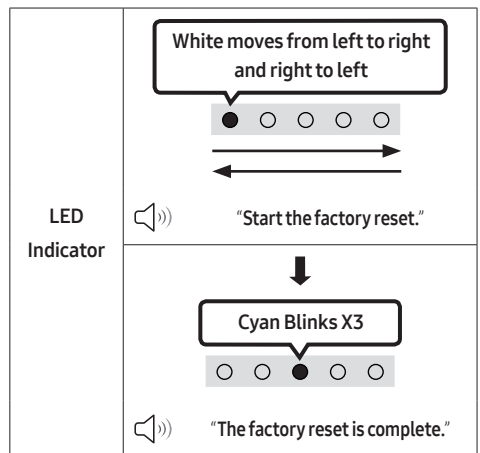 White moves from left to right
and right to left
LED
Indicator
“Start the factory reset.”
Cyan Blinks X3
“The factory reset is complete.”